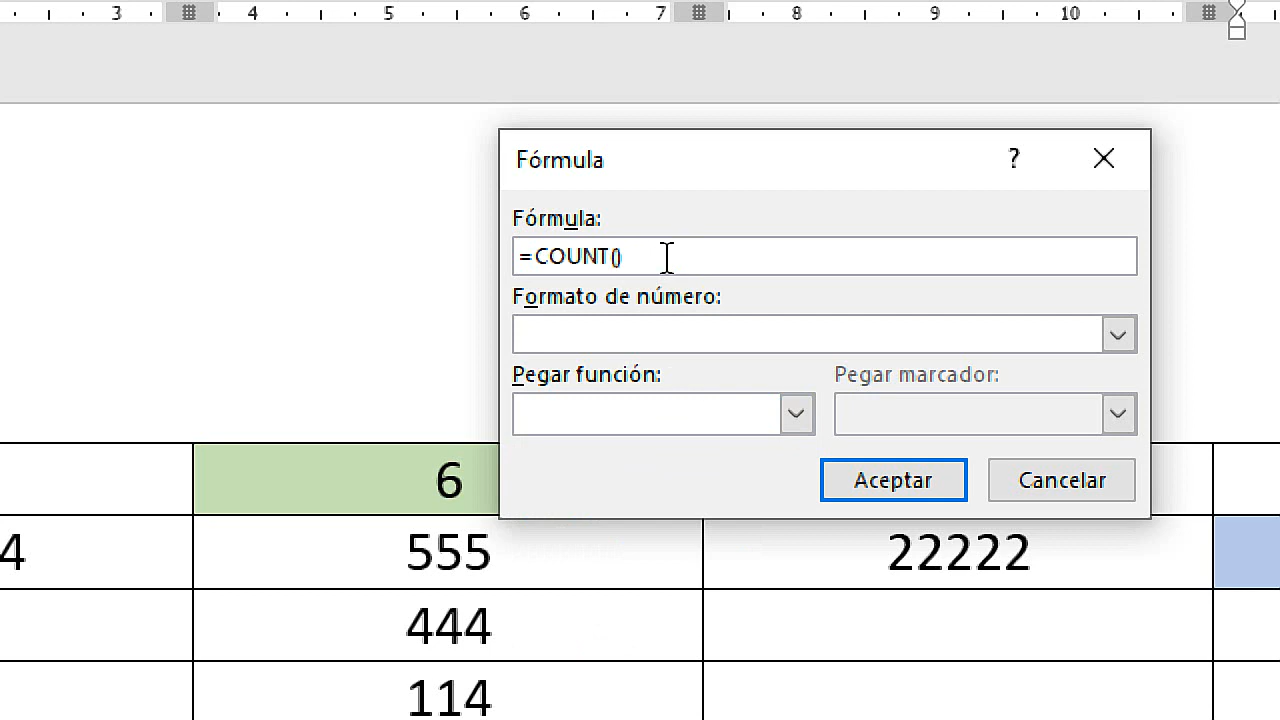 3 4 5 6 7 8 9 10
Fórmula ?
Fórmula:
=COUNT()
Formato de número:
Pegar función: Pegar marcador:
Aceptar Cancelar
6
4 555 22222
444
114